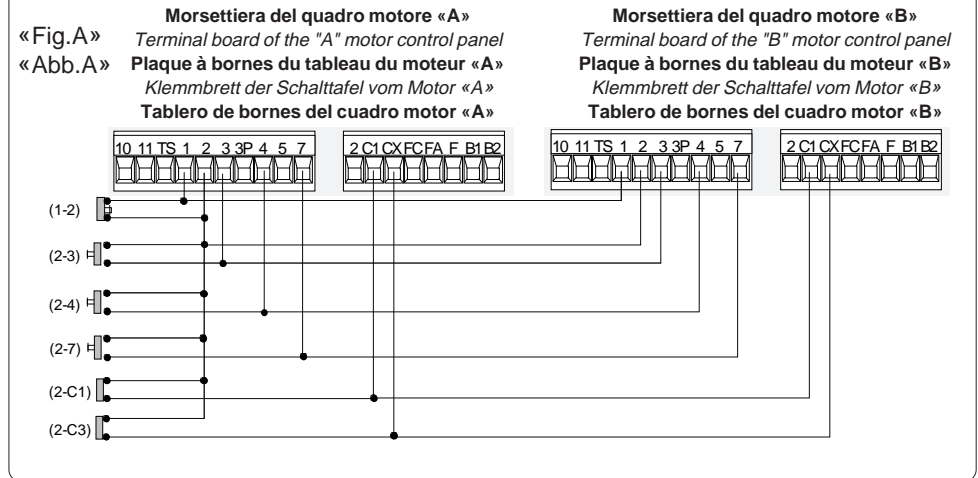 «Fig.A»
«Abb.A»
Morsettiera del quadro motore «A»
Terminal board of the "A" motor control panel
Plaque à bornes du tableau du moteur «A»
Klemmbrett der Schalttafel vom Motor «A»
Tablero de bornes del cuadro motor «A»
Morsettiera del quadro motore «B»
Terminal board of the "B" motor control panel
Plaque à bornes du tableau du moteur «B»
Klemmbrett der Schalttafel vom Motor «B»
Tablero de bornes del cuadro motor «B»
10 11 TS 1 2 3 3P 4 5 7
2 C1 CX FC FA F B1 B2
10 11 TS 1 2 3 3P 4 5 7
2 C1 CX FC FA F B1 B2
(1-2)
(2-3)
(2-4)
(2-7)
(2-C1)
(2-C3)